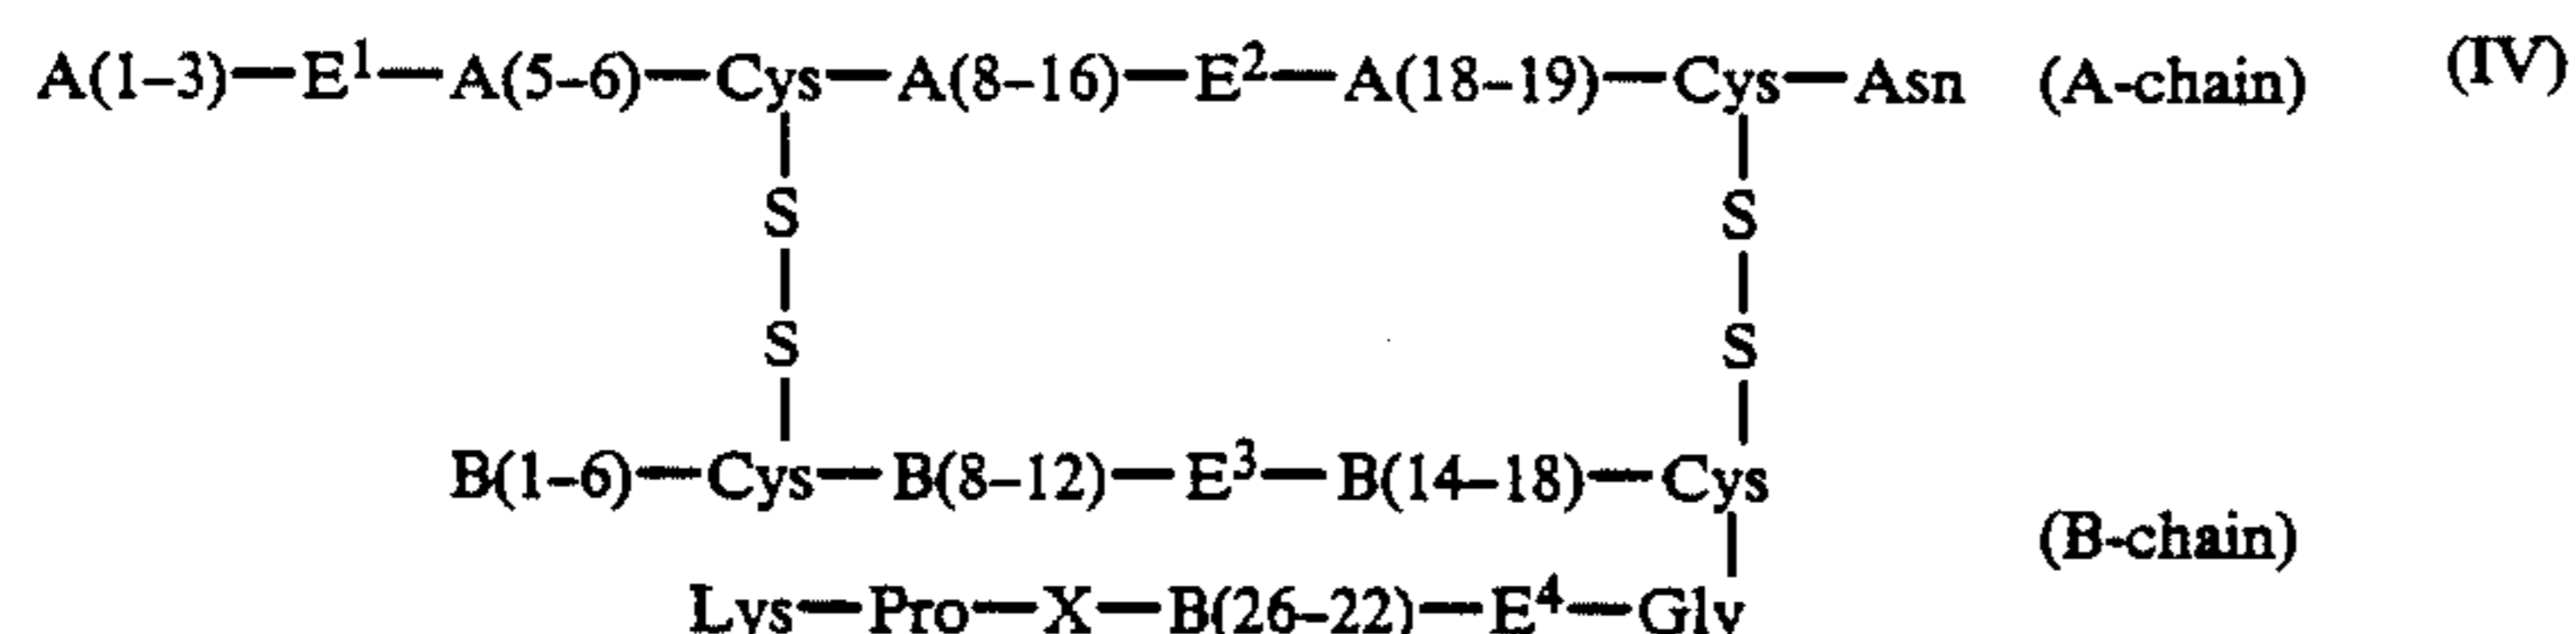 A(1–3)—E¹—A(5–6)—Cys—A(8–16)—E²—A(18–19)—Cys—Asn (A-chain) (IV)
S S
S S
B(1–6)—Cys—B(8–12)—E³—B(14–18)—Cys
(B-chain)
Lys—Pro—X—B(26–22)—E⁴—Gly